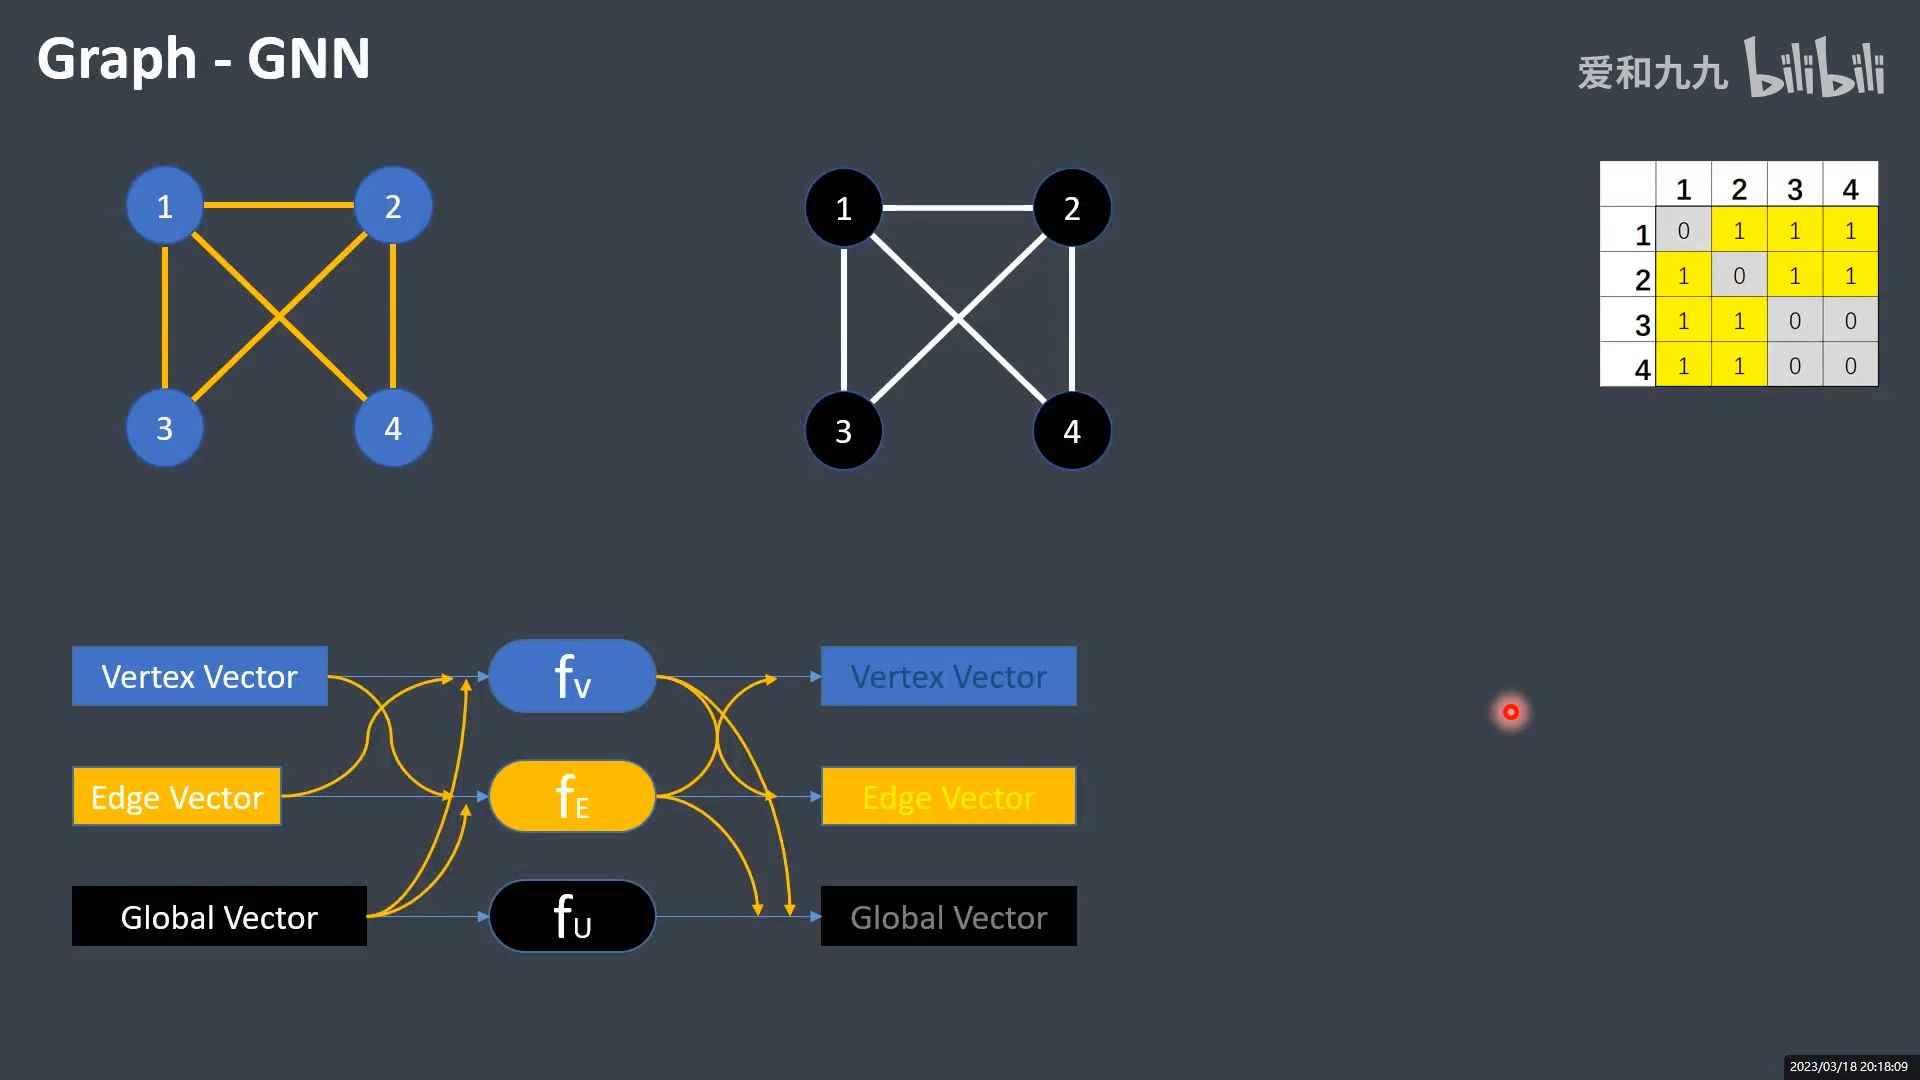 Graph - GNN
爱和九九 bilibili
1 2
3 4
1 2
3 4
1 2 3 4
1 0 1 1 1
2 1 0 1 1
3 1 1 0 0
4 1 1 0 0
Vertex Vector fV Vertex Vector
Edge Vector fE Edge Vector
Global Vector fU Global Vector
2023/03/18 20:18:09